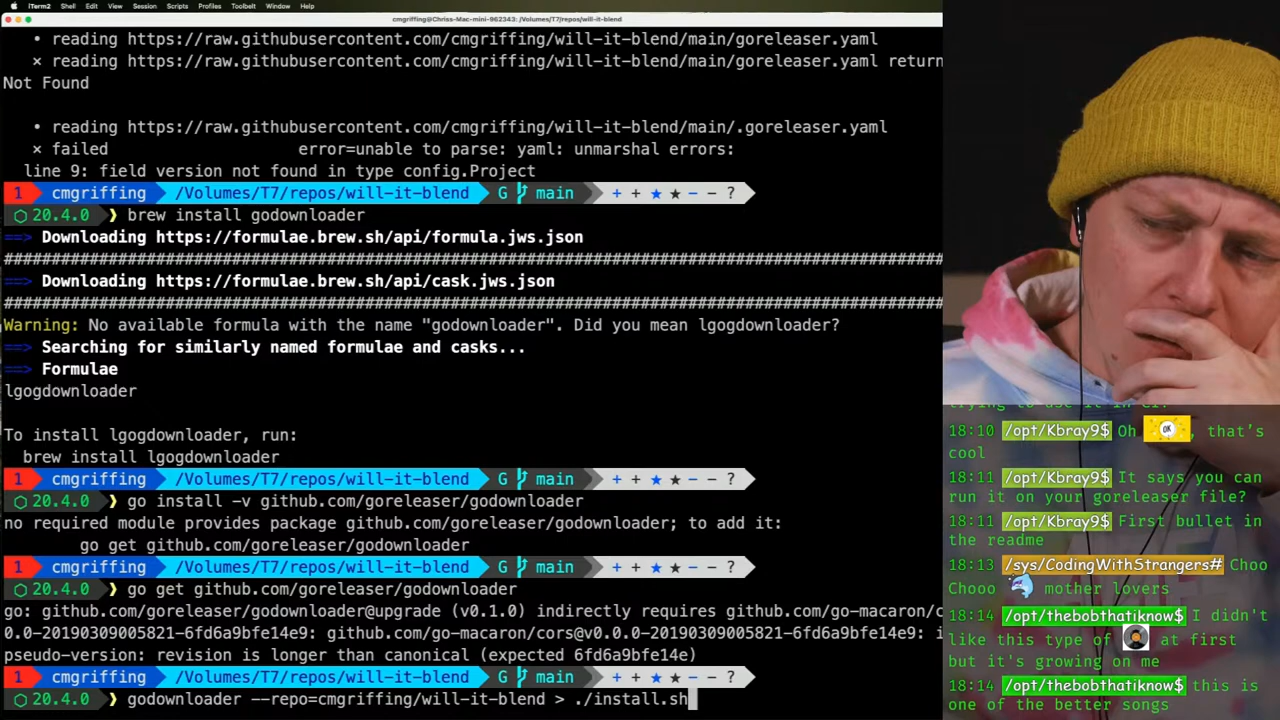 iTerm2 Shell Edit View Session Scripts Profiles Toolbelt Window Help
cmgriffing@Chriss-Mac-mini-962343: /Volumes/T7/repos/will-it-blend
• reading https://raw.githubusercontent.com/cmgriffing/will-it-blend/main/goreleaser.yaml
× reading https://raw.githubusercontent.com/cmgriffing/will-it-blend/main/goreleaser.yaml return
Not Found
• reading https://raw.githubusercontent.com/cmgriffing/will-it-blend/main/.goreleaser.yaml
× failed error=unable to parse: yaml: unmarshal errors:
line 9: field version not found in type config.Project
1 cmgriffing /Volumes/T7/repos/will-it-blend G main + + ★ ★ − − ?
20.4.0 ❯ brew install godownloader
==> Downloading https://formulae.brew.sh/api/formula.jws.json
####################################################################################################
==> Downloading https://formulae.brew.sh/api/cask.jws.json
####################################################################################################
Warning: No available formula with the name "godownloader". Did you mean lgogdownloader?
==> Searching for similarly named formulae and casks...
==> Formulae
lgogdownloader
To install lgogdownloader, run:
brew install lgogdownloader
1 cmgriffing /Volumes/T7/repos/will-it-blend G main + + ★ ★ − − ?
20.4.0 ❯ go install -v github.com/goreleaser/godownloader
no required module provides package github.com/goreleaser/godownloader; to add it:
go get github.com/goreleaser/godownloader
1 cmgriffing /Volumes/T7/repos/will-it-blend G main + + ★ ★ − − ?
20.4.0 ❯ go get github.com/goreleaser/godownloader
go: github.com/goreleaser/godownloader@upgrade (v0.1.0) indirectly requires github.com/go-macaron/c
0.0-20190309005821-6fd6a9bfe14e9: github.com/go-macaron/cors@v0.0.0-20190309005821-6fd6a9bfe14e9: i
pseudo-version: revision is longer than canonical (expected 6fd6a9bfe14e)
1 cmgriffing /Volumes/T7/repos/will-it-blend G main + + ★ ★ − − ?
20.4.0 ❯ godownloader --repo=cmgriffing/will-it-blend > ./install.sh
trying to use it in CI.
18:10 /opt/Kbray9$ Oh OK, that's
cool
18:11 /opt/Kbray9$ It says you can
run it on your goreleaser file?
18:11 /opt/Kbray9$ First bullet in
the readme
18:13 /sys/CodingWithStrangers# Choo
Chooo mother lovers
18:14 /opt/thebobthatiknow$ I didn't
like this type of at first
but it's growing on me
18:14 /opt/thebobthatiknow$ this is
one of the better songs